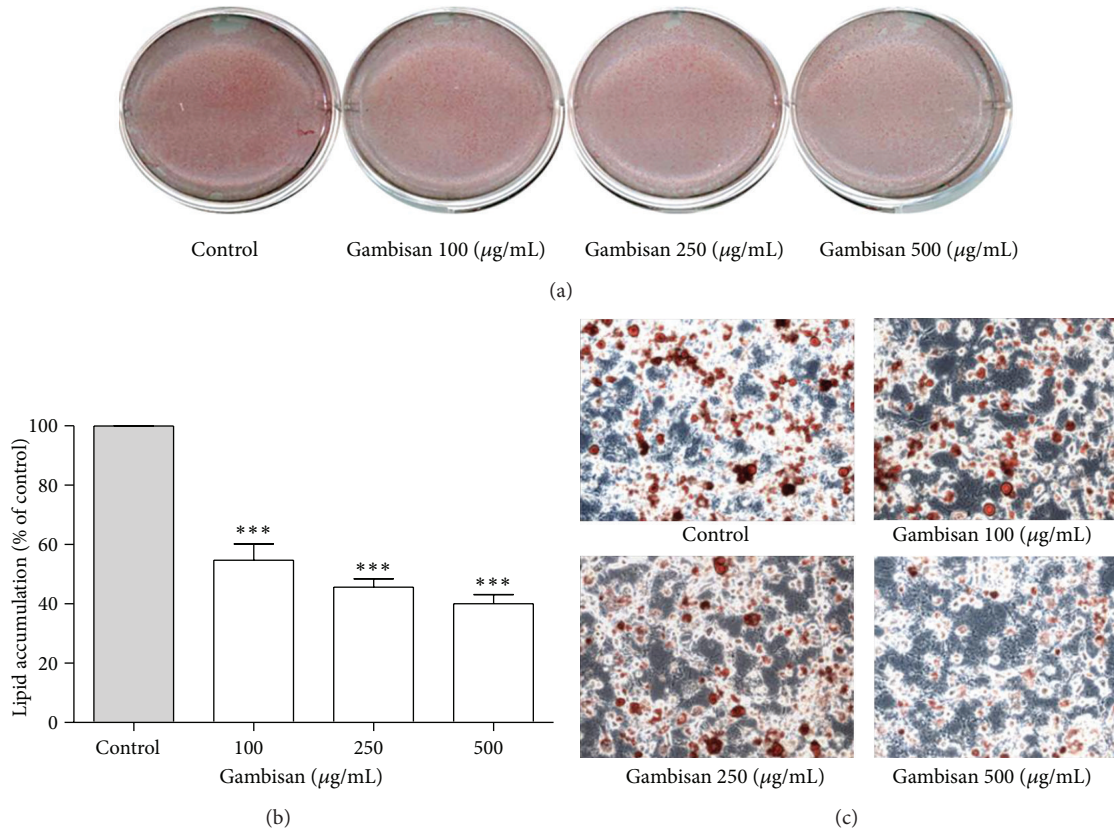 Control
Gambisan 100 (μg/mL)
Gambisan 250 (μg/mL)
Gambisan 500 (μg/mL)
(a)
Lipid accumulation (% of control)
100
80
60
40
20
0
***
***
***
Control
100
250
500
Gambisan (μg/mL)
(b)
Control
Gambisan 100 (μg/mL)
Gambisan 250 (μg/mL)
Gambisan 500 (μg/mL)
(c)